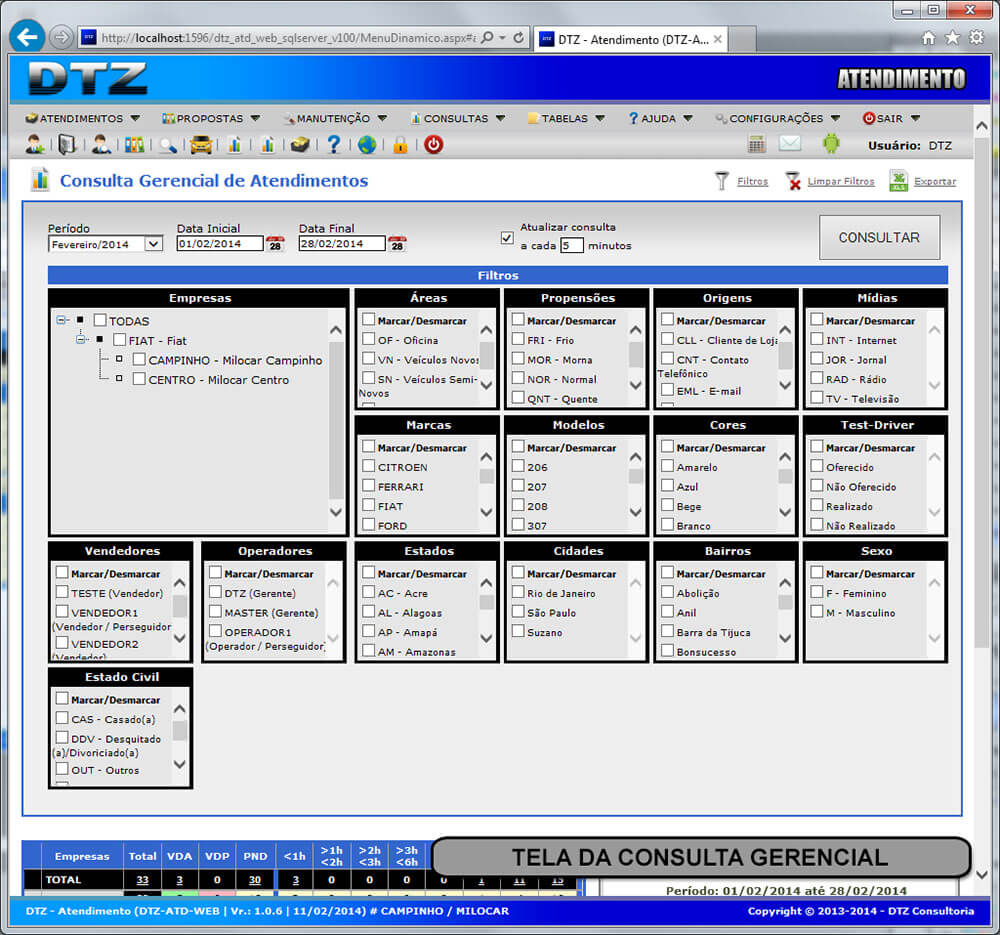 http://localhost:1596/dtz_atd_web_sqlserver_v100/MenuDinamico.aspx#a
DTZ - Atendimento (DTZ-A...
DTZ
ATENDIMENTO
ATENDIMENTOS PROPOSTAS MANUTENÇÃO CONSULTAS TABELAS AJUDA CONFIGURAÇÕES SAIR
Usuário: DTZ
Consulta Gerencial de Atendimentos
Filtros Limpar Filtros Exportar
Período Data Inicial Data Final
Fevereiro/2014 01/02/2014 28 28/02/2014 28
Atualizar consulta
a cada 5 minutos
CONSULTAR
Filtros
Empresas
TODAS
FIAT - Fiat
CAMPINHO - Milocar Campinho
CENTRO - Milocar Centro
Áreas
Marcar/Desmarcar
OF - Oficina
VN - Veículos Novos
SN - Veículos Semi-
Novos
Propensões
Marcar/Desmarcar
FRI - Frio
MOR - Morna
NOR - Normal
QNT - Quente
Origens
Marcar/Desmarcar
CLL - Cliente de Loja
CNT - Contato
Telefônico
EML - E-mail
Mídias
Marcar/Desmarcar
INT - Internet
JOR - Jornal
RAD - Rádio
TV - Televisão
Marcas
Marcar/Desmarcar
CITROEN
FERRARI
FIAT
FORD
Modelos
Marcar/Desmarcar
206
207
208
307
Cores
Marcar/Desmarcar
Amarelo
Azul
Bege
Branco
Test-Driver
Marcar/Desmarcar
Oferecido
Não Oferecido
Realizado
Não Realizado
Vendedores
Marcar/Desmarcar
TESTE (Vendedor)
VENDEDOR1
(Vendedor / Perseguidor
VENDEDOR2
(Vendedor)
Operadores
Marcar/Desmarcar
DTZ (Gerente)
MASTER (Gerente)
OPERADOR1
(Operador / Perseguidor)
Estados
Marcar/Desmarcar
AC - Acre
AL - Alagoas
AP - Amapá
AM - Amazonas
Cidades
Marcar/Desmarcar
Rio de Janeiro
São Paulo
Suzano
Bairros
Marcar/Desmarcar
Abolição
Anil
Barra da Tijuca
Bonsucesso
Sexo
Marcar/Desmarcar
F - Feminino
M - Masculino
Estado Civil
Marcar/Desmarcar
CAS - Casado(a)
DDV - Desquitado
(a)/Divoriciado(a)
OUT - Outros
Empresas Total VDA VDP PND <1h >1h <2h >2h <3h >3h <6h
TOTAL 33 3 0 30 3 0 0 0 0 1 11 15
TELA DA CONSULTA GERENCIAL
Período: 01/02/2014 até 28/02/2014
DTZ - Atendimento (DTZ-ATD-WEB | Vr.: 1.0.6 | 11/02/2014) # CAMPINHO / MILOCAR
Copyright © 2013-2014 - DTZ Consultoria